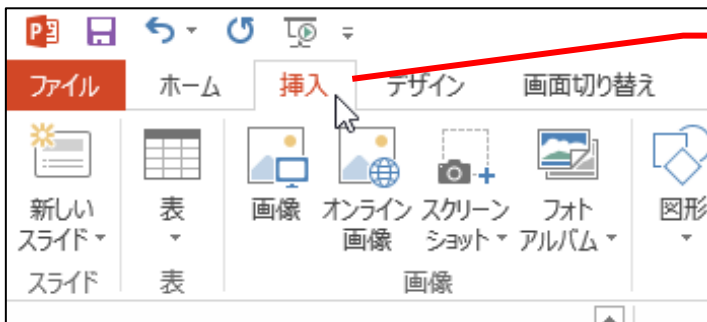 ファイル ホーム 挿入 デザイン 画面切り替え
新しい
スライド
表
画像
オンライン
画像
スクリーン
ショット
フォト
アルバム
図形
スライド 表 画像